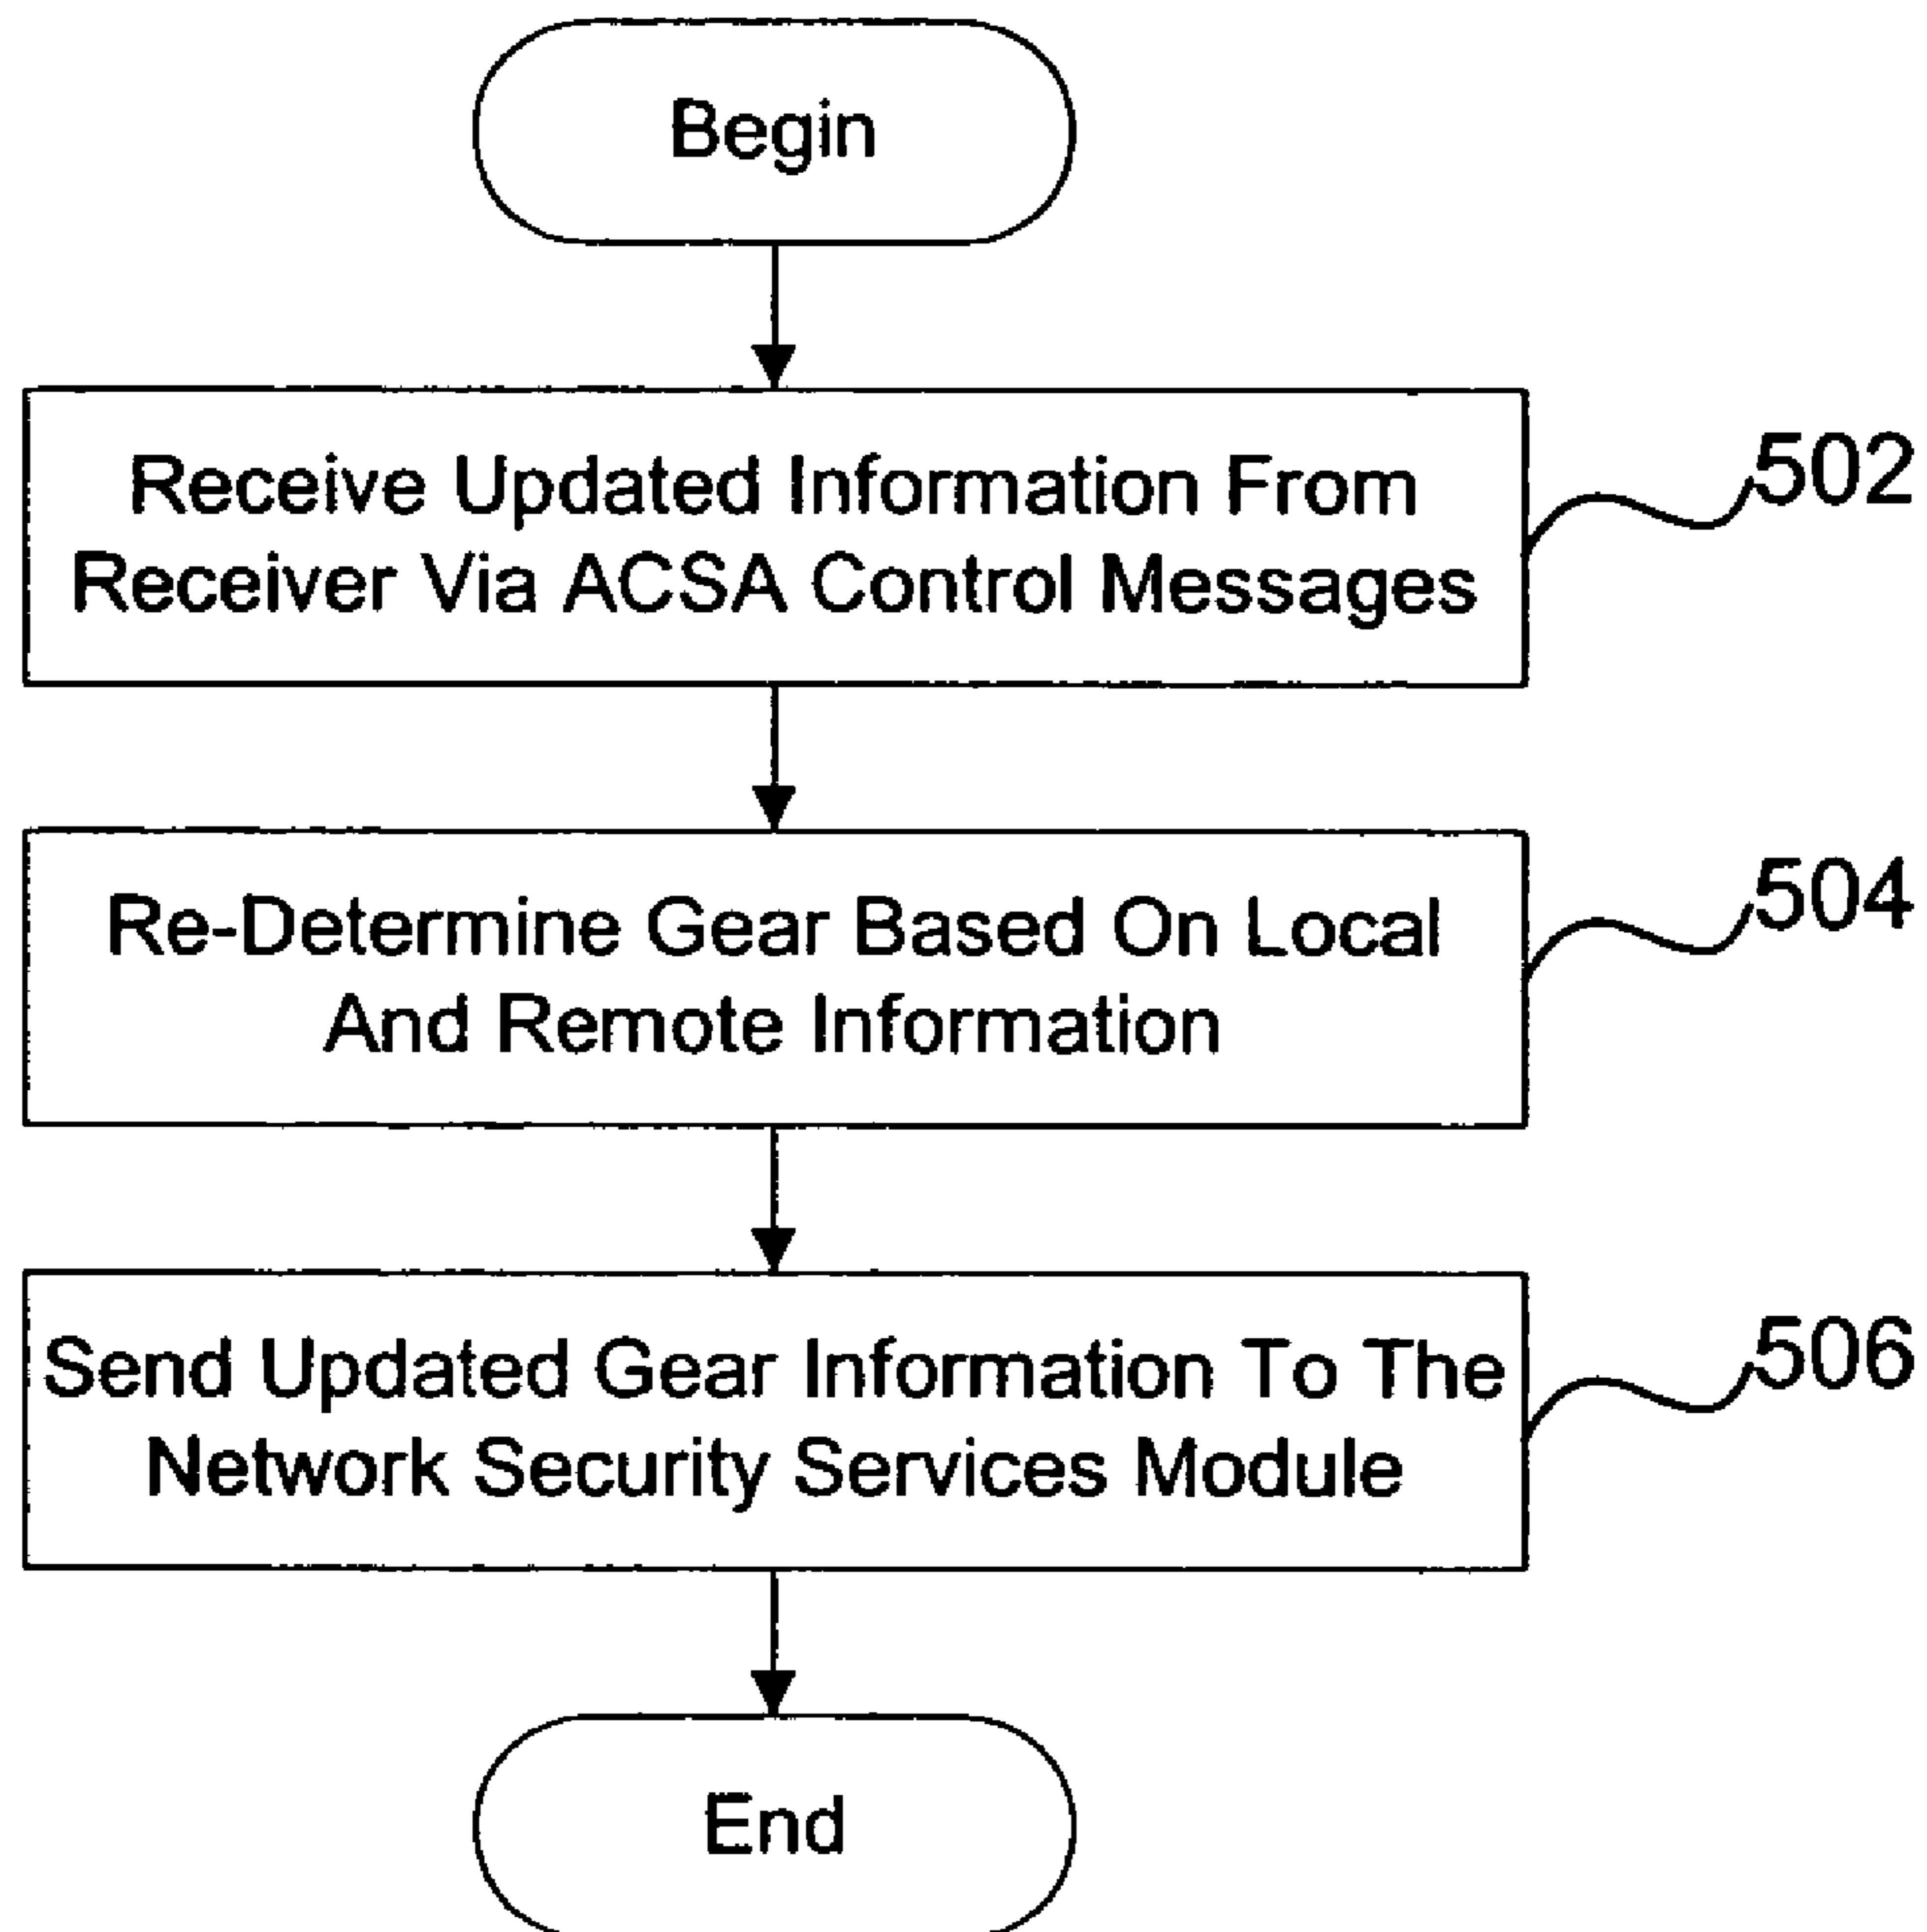 Begin
Receive Updated Information From
Receiver Via ACSA Control Messages
502
Re-Determine Gear Based On Local
And Remote Information
504
Send Updated Gear Information To The
Network Security Services Module
506
End